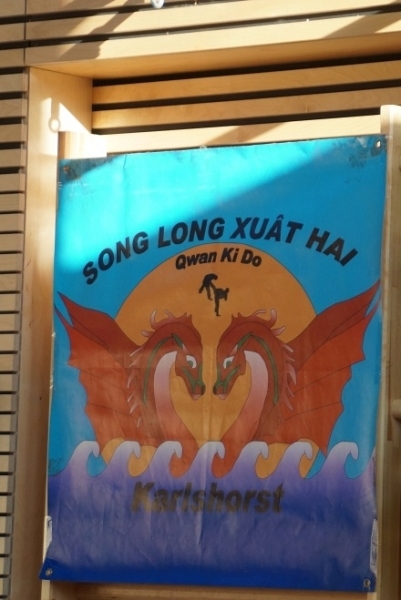 SONG LONG XUÂT HAI
Qwan Ki Do
Karlshorst